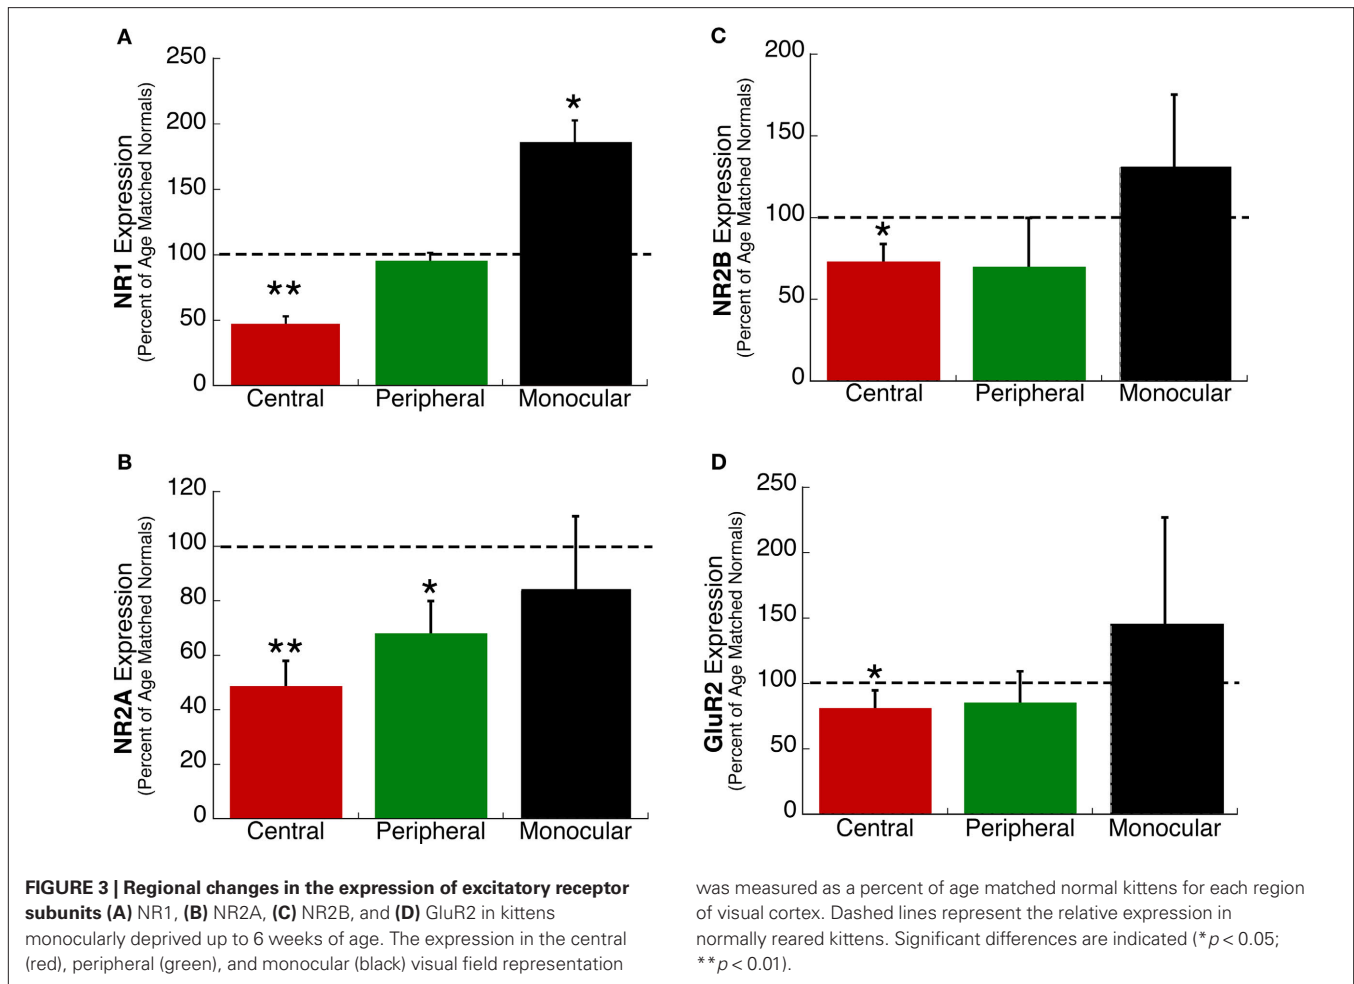 A
NR1 Expression
(Percent of Age Matched Normals)
250
200
150
100
50
0
*
**
Central
Peripheral
Monocular
C
NR2B Expression
(Percent of Age Matched Normals)
200
150
100
50
0
*
Central
Peripheral
Monocular
B
NR2A Expression
(Percent of Age Matched Normals)
120
100
80
60
40
20
0
**
*
Central
Peripheral
Monocular
D
GluR2 Expression
(Percent of Age Matched Normals)
250
200
150
100
50
0
*
Central
Peripheral
Monocular
FIGURE 3 | Regional changes in the expression of excitatory receptor
subunits (A) NR1, (B) NR2A, (C) NR2B, and (D) GluR2 in kittens
monocularly deprived up to 6 weeks of age. The expression in the central
(red), peripheral (green), and monocular (black) visual field representation
was measured as a percent of age matched normal kittens for each region
of visual cortex. Dashed lines represent the relative expression in
normally reared kittens. Significant differences are indicated (*p < 0.05;
**p < 0.01).